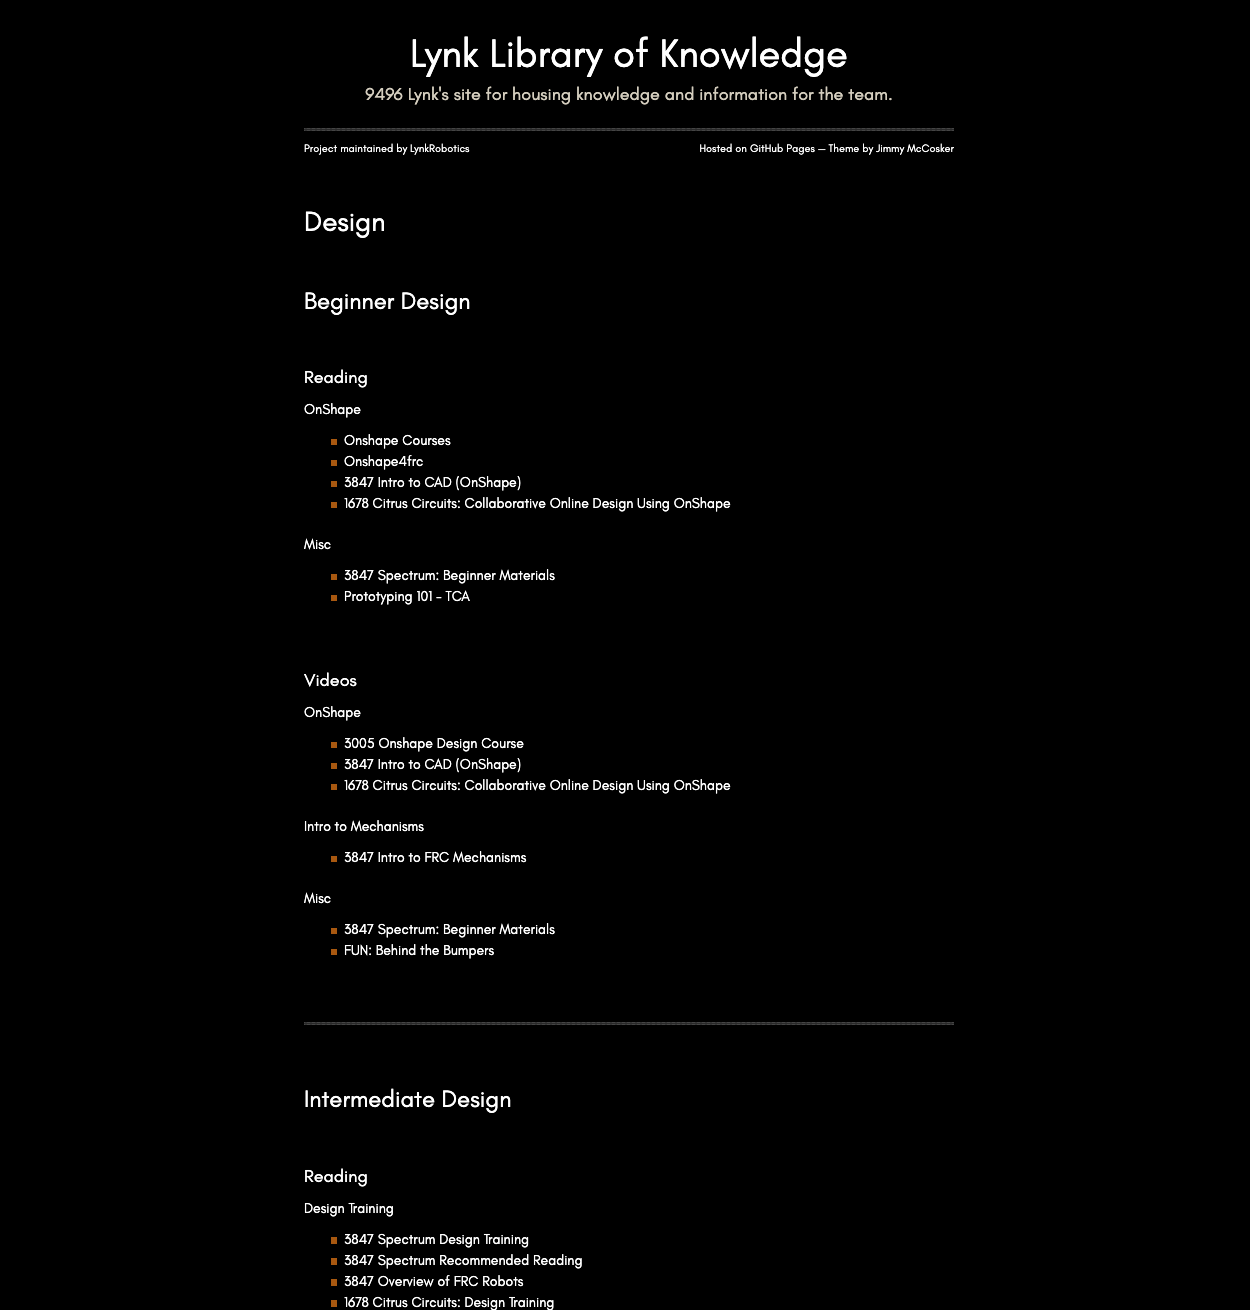 Lynk Library of Knowledge
9496 Lynk's site for housing knowledge and information for the team.
Project maintained by LynkRobotics
Hosted on GitHub Pages — Theme by Jimmy McCosker
Design
Beginner Design
Reading
OnShape
Onshape Courses
Onshape4frc
3847 Intro to CAD (OnShape)
1678 Citrus Circuits: Collaborative Online Design Using OnShape
Misc
3847 Spectrum: Beginner Materials
Prototyping 101 - TCA
Videos
OnShape
3005 Onshape Design Course
3847 Intro to CAD (OnShape)
1678 Citrus Circuits: Collaborative Online Design Using OnShape
Intro to Mechanisms
3847 Intro to FRC Mechanisms
Misc
3847 Spectrum: Beginner Materials
FUN: Behind the Bumpers
Intermediate Design
Reading
Design Training
3847 Spectrum Design Training
3847 Spectrum Recommended Reading
3847 Overview of FRC Robots
1678 Citrus Circuits: Design Training